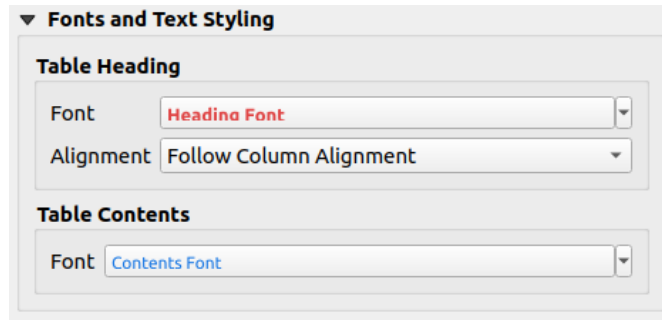 Fonts and Text Styling
Table Heading
Font Heading Font
Alignment Follow Column Alignment
Table Contents
Font Contents Font